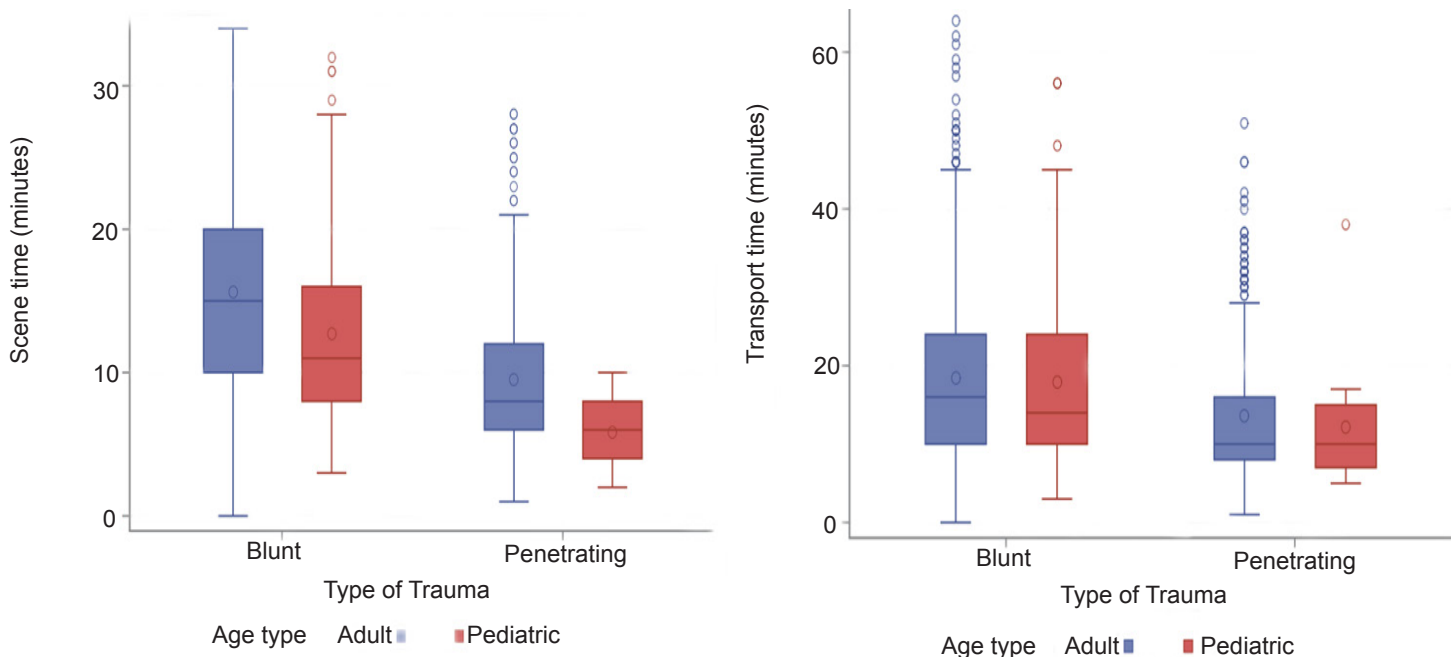 Scene time (minutes)
30
20
10
0
Blunt Penetrating
Type of Trauma
Age type Adult Pediatric
Transport time (minutes)
60
40
20
0
Blunt Penetrating
Type of Trauma
Age type Adult Pediatric